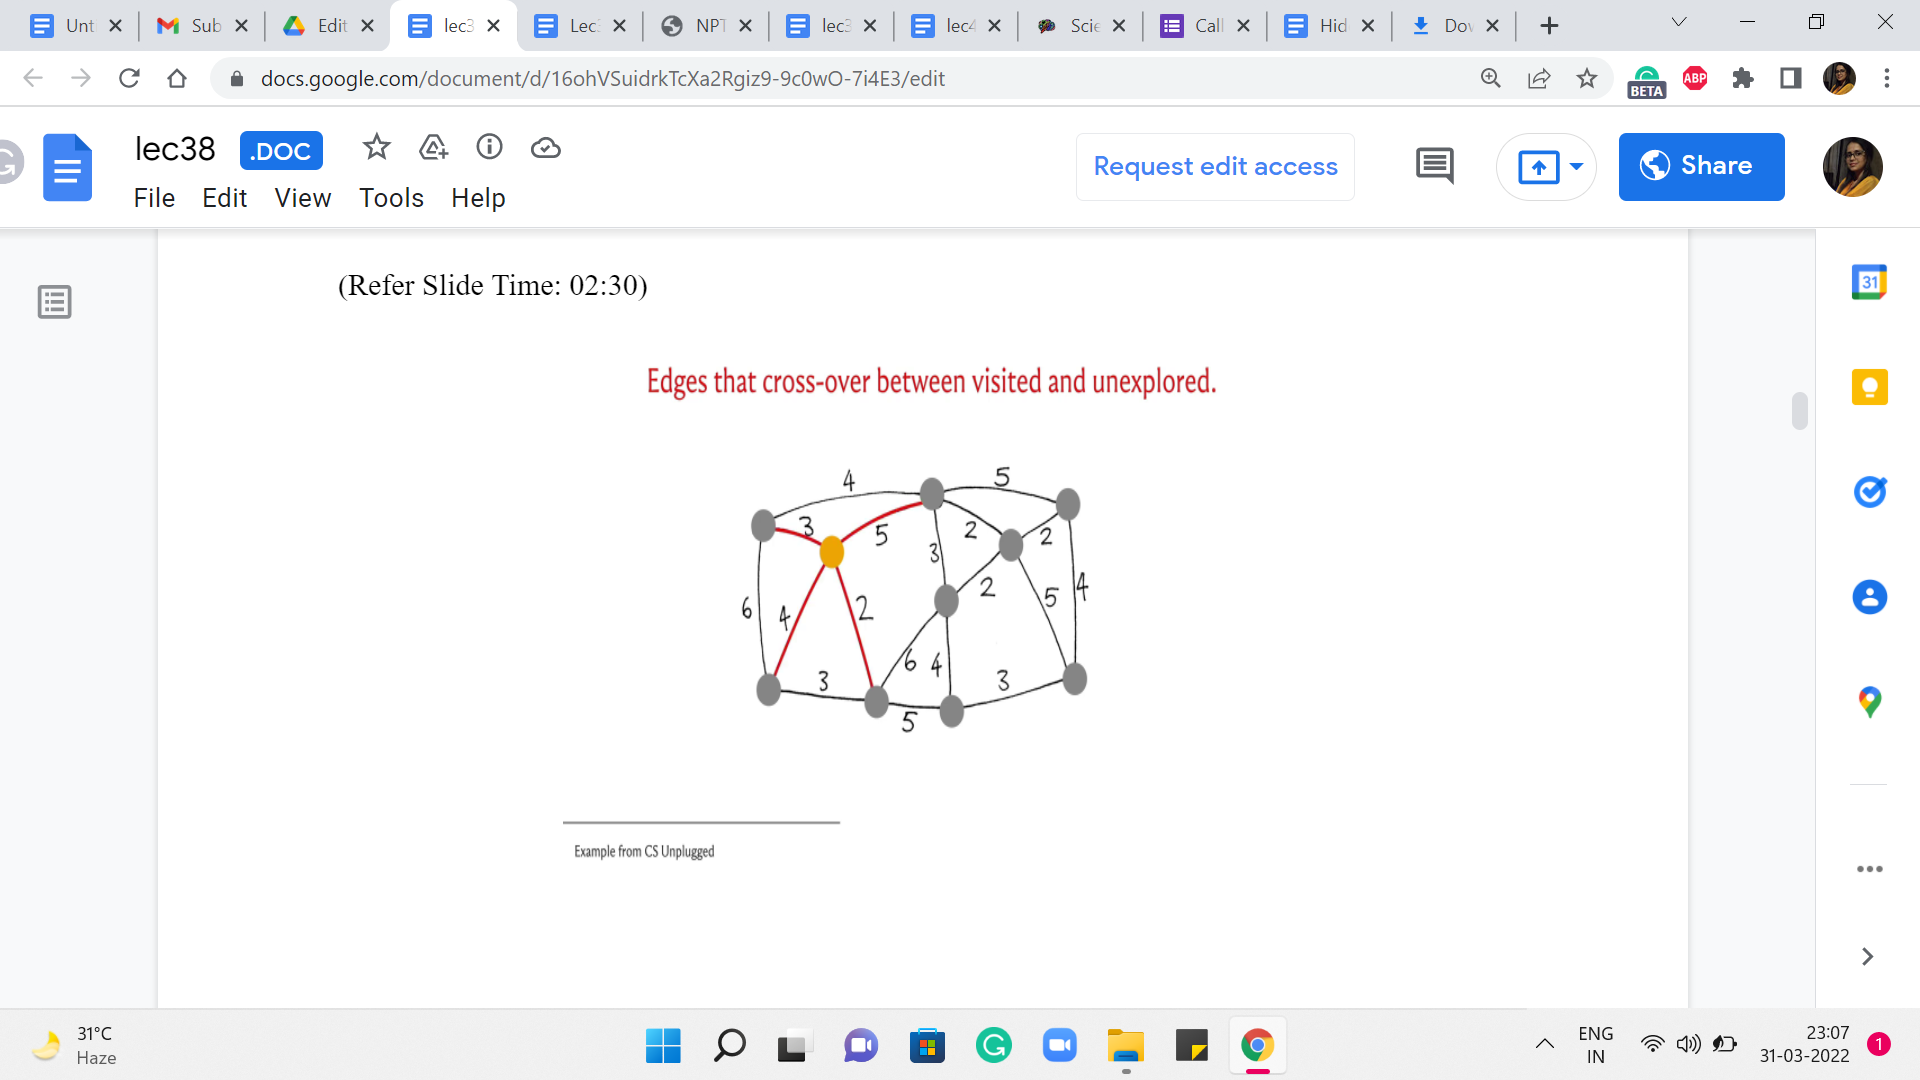 Unt
Sub
Edit
lec3
Lec
NPT
lec3
lec4
Scie
Call
Hid
Dov
docs.google.com/document/d/16ohVSuidrkTcXa2Rgiz9-9c0wO-7i4E3/edit
BETA
ABP
lec38
.DOC
Request edit access
Share
File Edit View Tools Help
31
(Refer Slide Time: 02:30)
Edges that cross-over between visited and unexplored.
4
5
3
5
2
2
3
2
6
4
2
5
4
6
4
3
3
5
Example from CS Unplugged
31°C
Haze
ENG
IN
23:07
31-03-2022
1